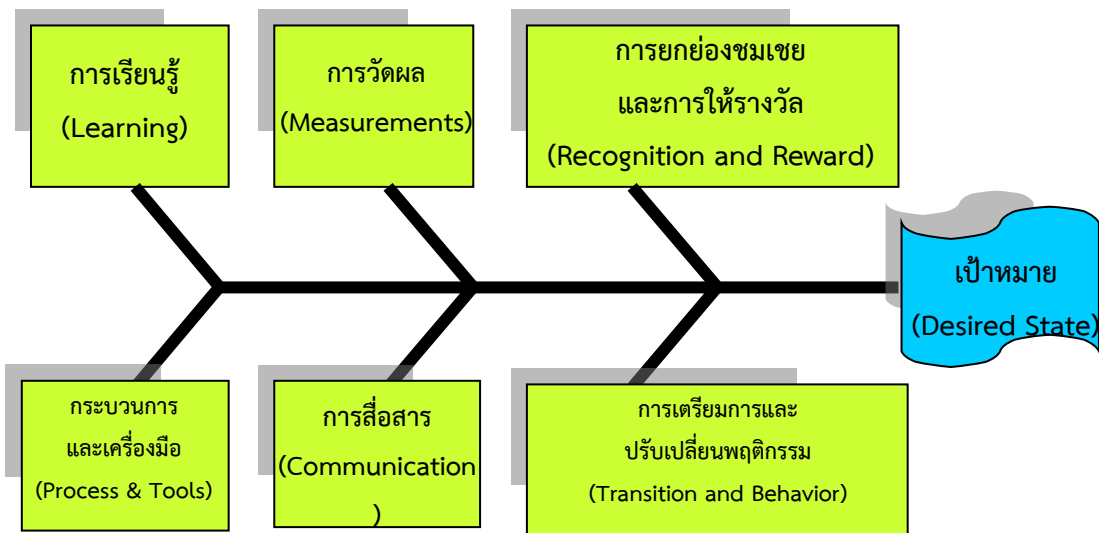 การเรียนรู้
(Learning)
การวัดผล
(Measurements)
การยกย่องชมเชย
และการให้รางวัล
(Recognition and Reward)
เป้าหมาย
(Desired State)
กระบวนการ
และเครื่องมือ
(Process & Tools)
การสื่อสาร
(Communication
)
การเตรียมการและ
ปรับเปลี่ยนพฤติกรรม
(Transition and Behavior)